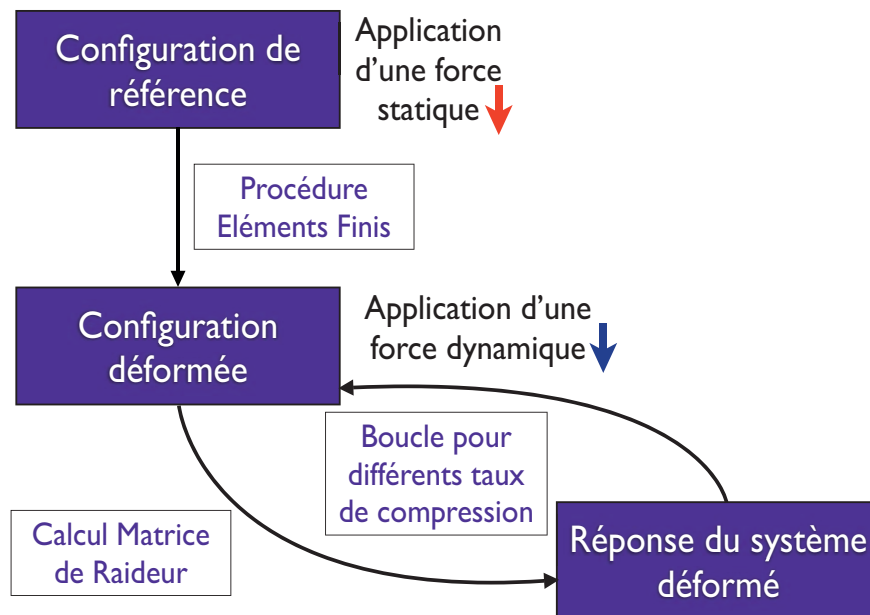 Configuration de
référence
Application
d'une force
statique
Procédure
Eléments Finis
Configuration
déformée
Application d'une
force dynamique
Boucle pour
différents taux
de compression
Calcul Matrice
de Raideur
Réponse du système
déformé